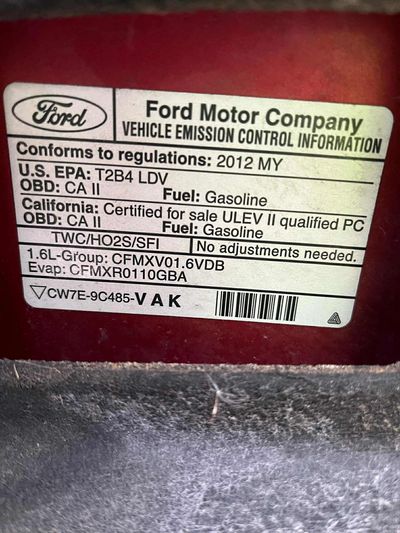 Ford
Ford Motor Company
VEHICLE EMISSION CONTROL INFORMATION
Conforms to regulations: 2012 MY
U.S. EPA: T2B4 LDV
OBD: CA II Fuel: Gasoline
California: Certified for sale ULEV II qualified PC
OBD: CA II Fuel: Gasoline
TWC/HO2S/SFI No adjustments needed.
1.6L-Group: CFMXV01.6VDB
Evap: CFMXR0110GBA
CW7E-9C485-VAK